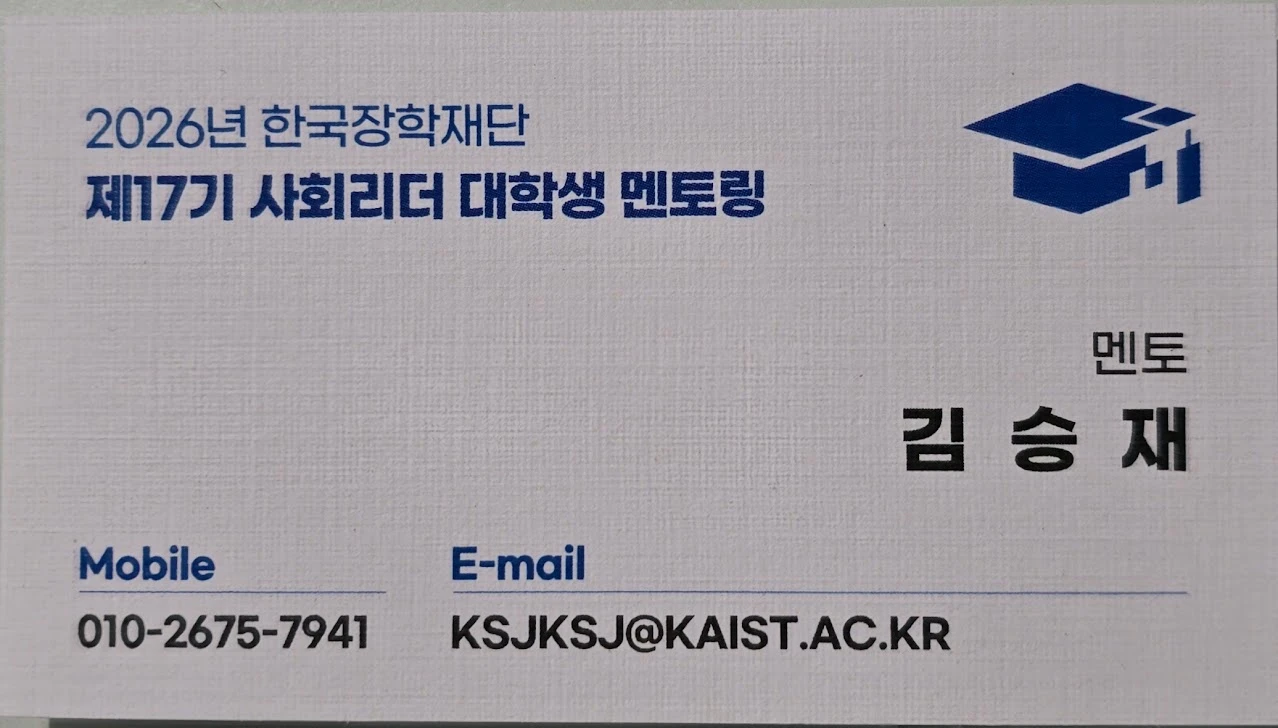 2026년 한국장학재단
제17기 사회리더 대학생 멘토링
멘토
김 승 재
Mobile
010-2675-7941
E-mail
KSJKSJ@KAIST.AC.KR